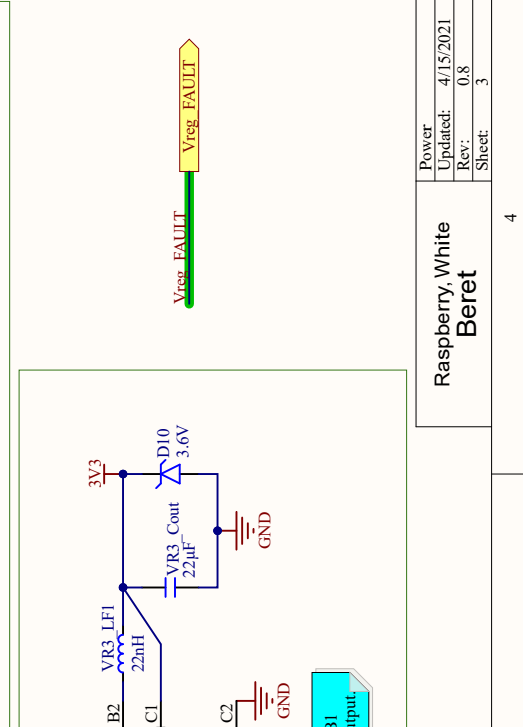 Vreg_FAULT
Vreg_FAULT
Power
Updated: 4/15/2021
Rev: 0.8
Sheet: 3
Raspberry, White
Beret
4
3V3
D10
3.6V
VR3_Cout
22µF
GND
VR3_LF1
22nH
B2
C1
C2
GND